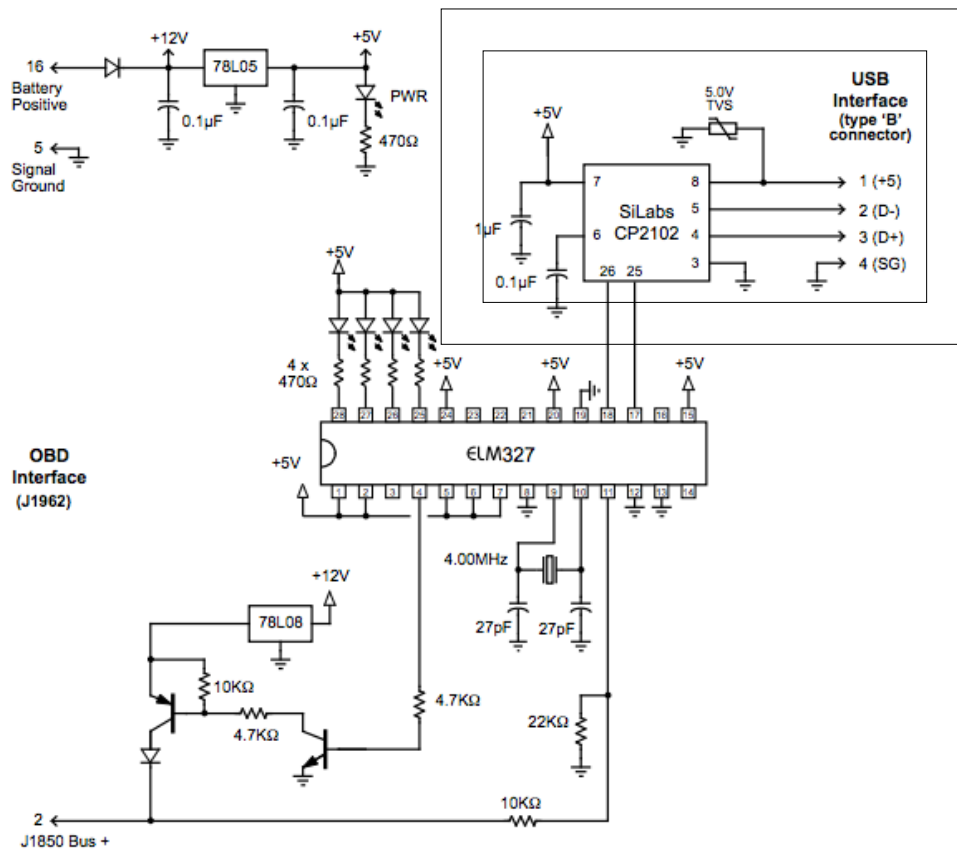 +12V
+5V
16
78L05
Battery
Positive
PWR
0.1µF
0.1µF
470Ω
5
Signal
Ground
USB
Interface
(type 'B'
connector)
5.0V
TVS
+5V
7
8
1 (+5)
SiLabs
CP2102
5
2 (D-)
1µF
6
4
3 (D+)
3
4 (SG)
0.1µF
26
25
+5V
4 x
470Ω
+5V
+5V
+5V
28
27
26
25
24
23
22
21
20
19
18
17
16
15
ELM327
OBD
Interface
(J1962)
+5V
1
2
3
4
5
6
7
8
9
10
11
12
13
14
4.00MHz
27pF
27pF
+12V
78L08
10KΩ
4.7KΩ
4.7KΩ
22KΩ
10KΩ
2
J1850 Bus +